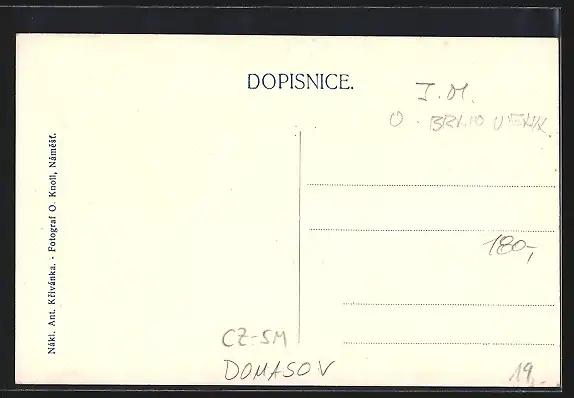 DOPISNICE.
J. M.
O. BRNO VENK.
180,-
Nákl. Ant. Křivánka. - Fotograf O. Knoll, Náměšť.
CZ-SM
DOMASOV
19,-